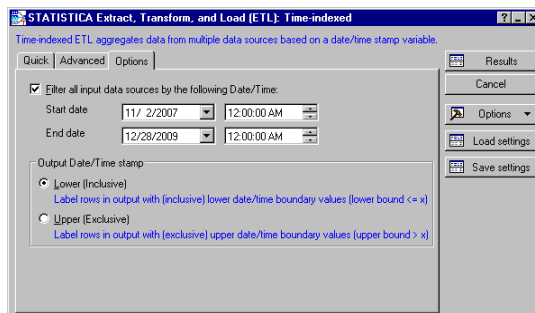 STATISTICA Extract, Transform, and Load (ETL): Time-indexed
Time-indexed ETL aggregates data from multiple data sources based on a date/time stamp variable.
Quick Advanced Options
Filter all input data sources by the following Date/Time:
Start date 11/ 2/2007 12:00:00 AM
End date 12/28/2009 12:00:00 AM
Output Date/Time stamp
Lower (Inclusive)
Label rows in output with (inclusive) lower date/time boundary values (lower bound <= x)
Upper (Exclusive)
Label rows in output with (exclusive) upper date/time boundary values (upper bound > x)
Results
Cancel
Options
Load settings
Save settings